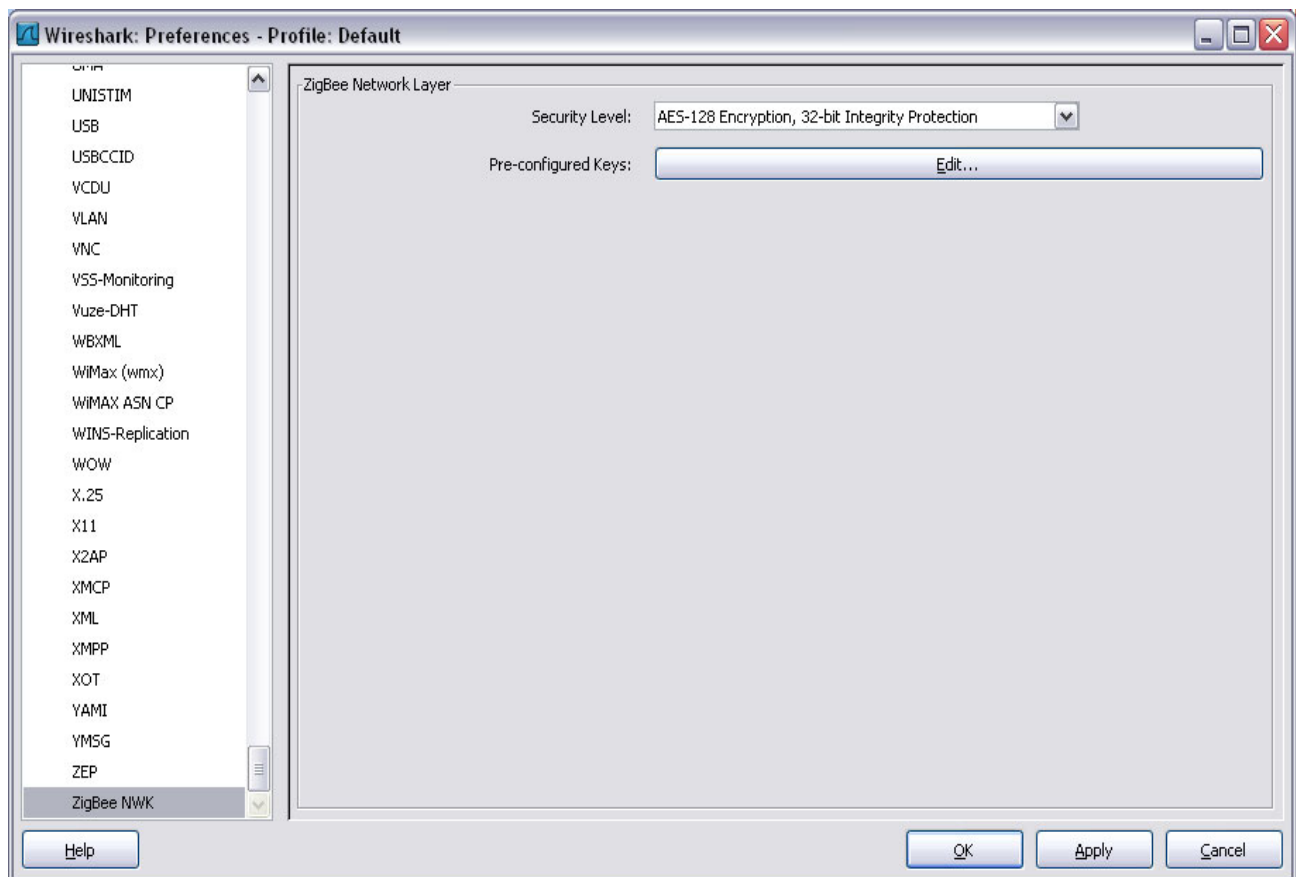 Wireshark: Preferences - Profile: Default
UNISTIM
USB
USBCCID
VCDU
VLAN
VNC
VSS-Monitoring
Vuze-DHT
WBXML
WiMax (wmx)
WiMAX ASN CP
WINS-Replication
WOW
X.25
X11
X2AP
XMCP
XML
XMPP
XOT
YAMI
YMSG
ZEP
ZigBee NWK
ZigBee Network Layer
Security Level: AES-128 Encryption, 32-bit Integrity Protection
Pre-configured Keys: Edit...
Help
OK
Apply
Cancel